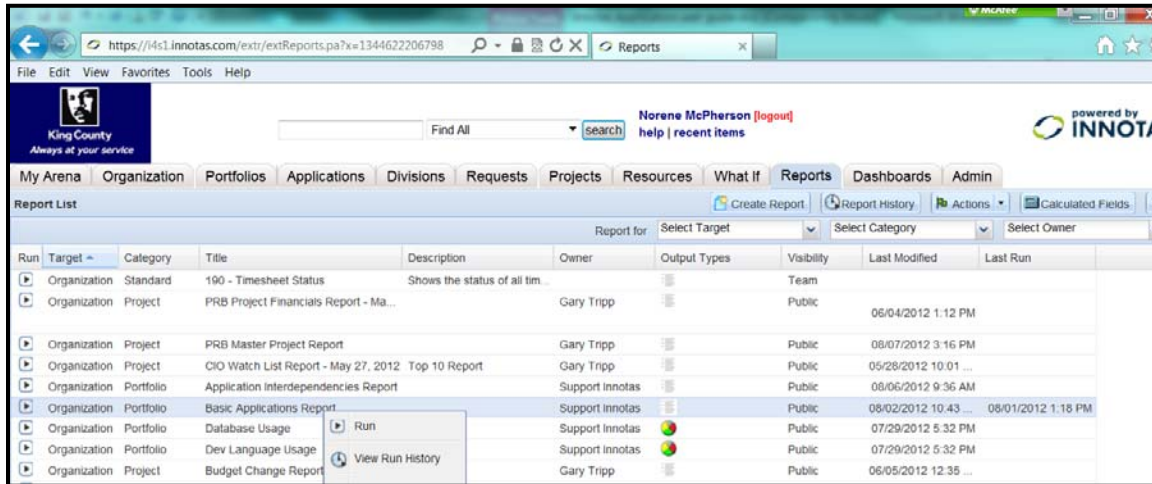 McAfee
https://i4s1.innotas.com/extr/extReports.pa?x=1344622206798 Reports
File Edit View Favorites Tools Help
King County
Always at your service
Find All search
Norene McPherson [logout]
help | recent items
powered by
INNOTA
My Arena Organization Portfolios Applications Divisions Requests Projects Resources What If Reports Dashboards Admin
Report List Create Report Report History Actions Calculated Fields
Report for Select Target Select Category Select Owner
Run Target Category Title Description Owner Output Types Visibility Last Modified Last Run
Organization Standard 190 - Timesheet Status Shows the status of all tim... Team
Organization Project PRB Project Financials Report - Ma... Gary Tripp Public 06/04/2012 1:12 PM
Organization Project PRB Master Project Report Gary Tripp Public 08/07/2012 3:16 PM
Organization Project CIO Watch List Report - May 27, 2012 Top 10 Report Gary Tripp Public 05/28/2012 10:01 ...
Organization Portfolio Application Interdependencies Report Support Innotas Public 08/06/2012 9:36 AM
Organization Portfolio Basic Applications Report Support Innotas Public 08/02/2012 10:43 ... 08/01/2012 1:18 PM
Organization Portfolio Database Usage Support Innotas Public 07/29/2012 5:32 PM
Run
Organization Portfolio Dev Language Usage Support Innotas Public 07/29/2012 5:32 PM
View Run History
Organization Project Budget Change Report Gary Tripp Public 06/05/2012 12:35 ...